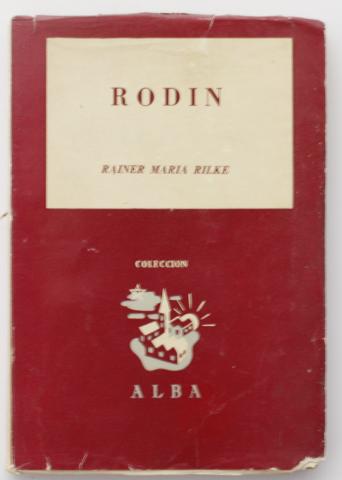 RODIN
RAINER MARIA RILKE
COLECCION
ALBA